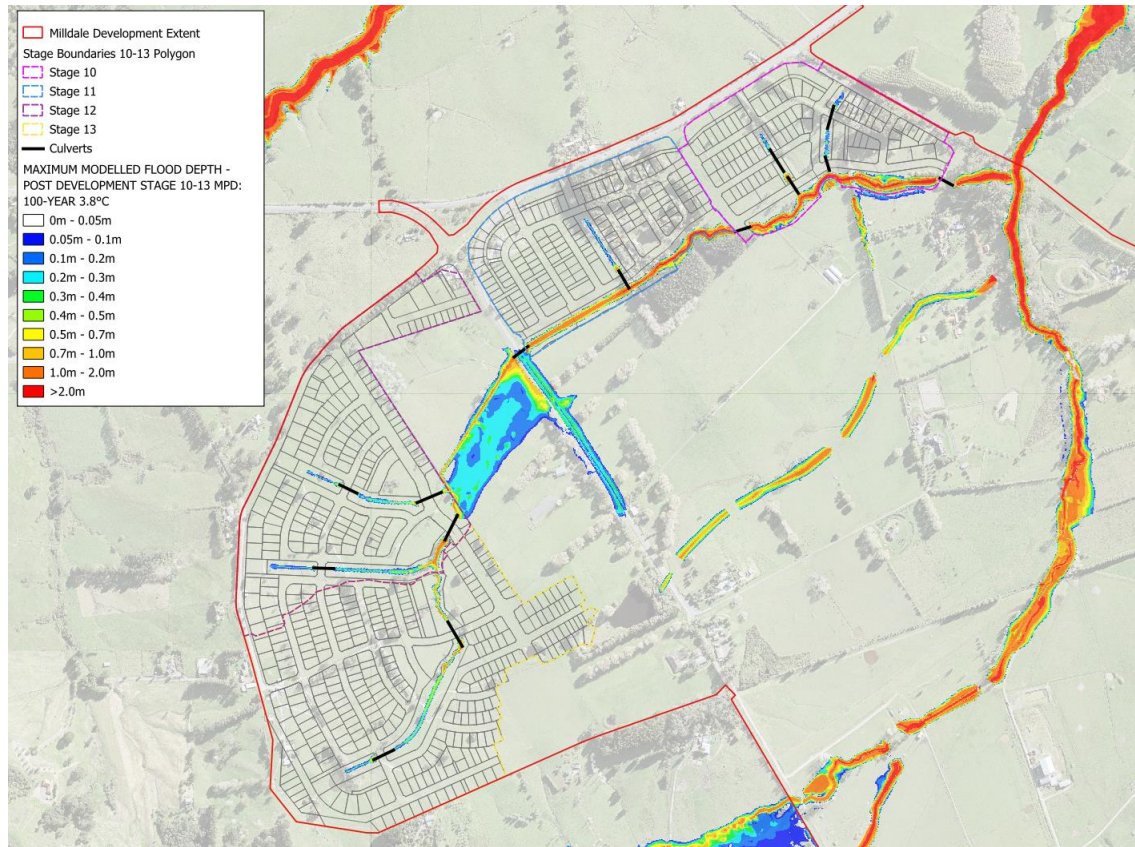 Milldale Development Extent
Stage Boundaries 10-13 Polygon
Stage 10
Stage 11
Stage 12
Stage 13
Culverts
MAXIMUM MODELLED FLOOD DEPTH -
POST DEVELOPMENT STAGE 10-13 MPD:
100-YEAR 3.8°C
0m - 0.05m
0.05m - 0.1m
0.1m - 0.2m
0.2m - 0.3m
0.3m - 0.4m
0.4m - 0.5m
0.5m - 0.7m
0.7m - 1.0m
1.0m - 2.0m
>2.0m